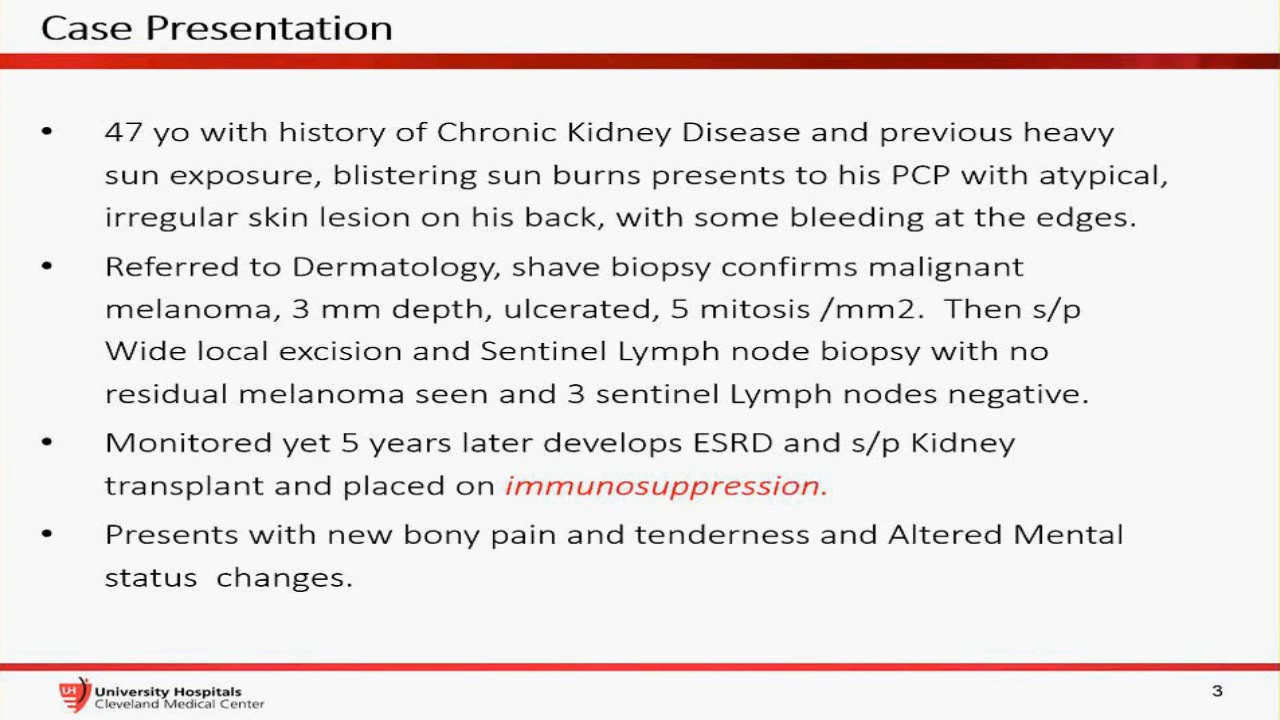 Case Presentation
• 47 yo with history of Chronic Kidney Disease and previous heavy
sun exposure, blistering sun burns presents to his PCP with atypical,
irregular skin lesion on his back, with some bleeding at the edges.
• Referred to Dermatology, shave biopsy confirms malignant
melanoma, 3 mm depth, ulcerated, 5 mitosis /mm2.  Then s/p
Wide local excision and Sentinel Lymph node biopsy with no
residual melanoma seen and 3 sentinel Lymph nodes negative.
• Monitored yet 5 years later develops ESRD and s/p Kidney
transplant and placed on immunosuppression.
• Presents with new bony pain and tenderness and Altered Mental
status  changes.
UH University Hospitals
Cleveland Medical Center
3